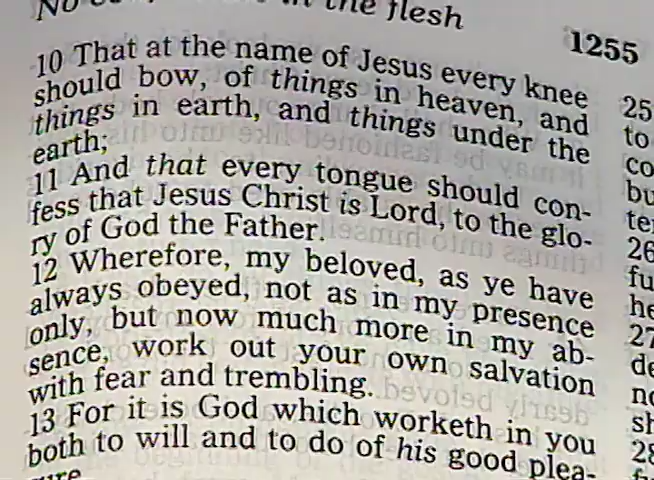 the flesh
1255
10 That at the name of Jesus every knee
should bow, of things in heaven, and
things in earth, and things under the
earth;
11 And that every tongue should con-
fess that Jesus Christ is Lord, to the glo-
ry of God the Father.
12 Wherefore, my beloved, as ye have
always obeyed, not as in my presence
only, but now much more in my ab-
sence, work out your own salvation
with fear and trembling.
13 For it is God which worketh in you
both to will and to do of his good plea-
25
to
26
27
28